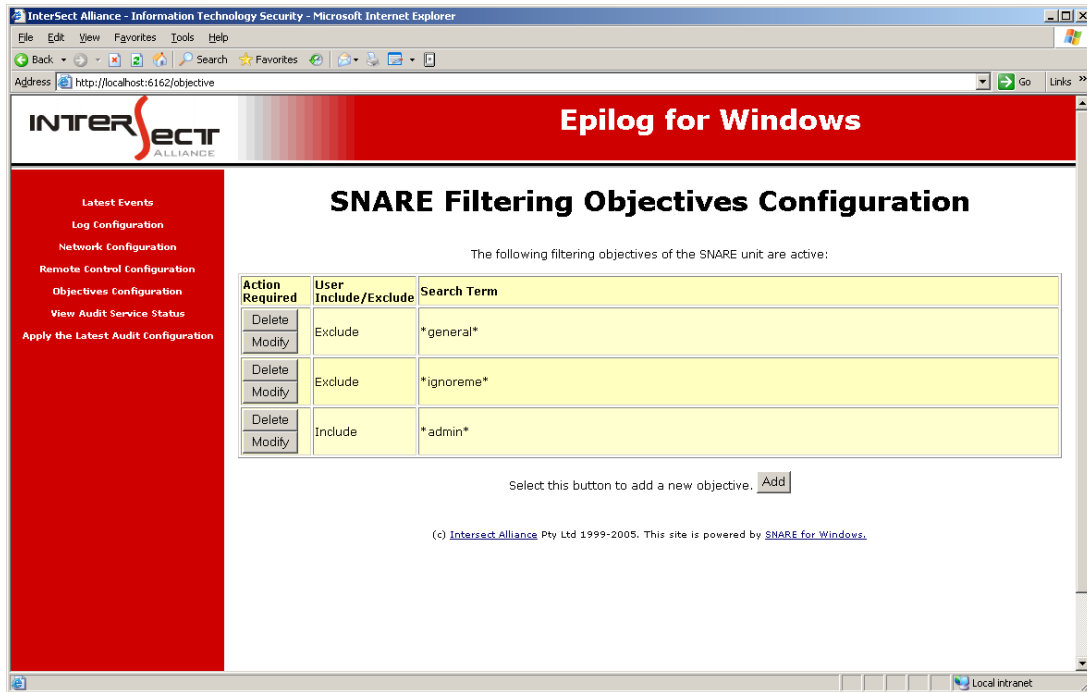 InterSect Alliance - Information Technology Security - Microsoft Internet Explorer
File Edit View Favorites Tools Help
Back Search Favorites
Address http://localhost:6162/objective Go Links »
INTERSECT
ALLIANCE
Epilog for Windows
Latest Events
Log Configuration
Network Configuration
Remote Control Configuration
Objectives Configuration
View Audit Service Status
Apply the Latest Audit Configuration
SNARE Filtering Objectives Configuration
The following filtering objectives of the SNARE unit are active:
Action Required User Include/Exclude Search Term
Delete
Modify
Exclude *general*
Delete
Modify
Exclude *ignoreme*
Delete
Modify
Include *admin*
Select this button to add a new objective. Add
(c) Intersect Alliance Pty Ltd 1999-2005. This site is powered by SNARE for Windows.
Local intranet